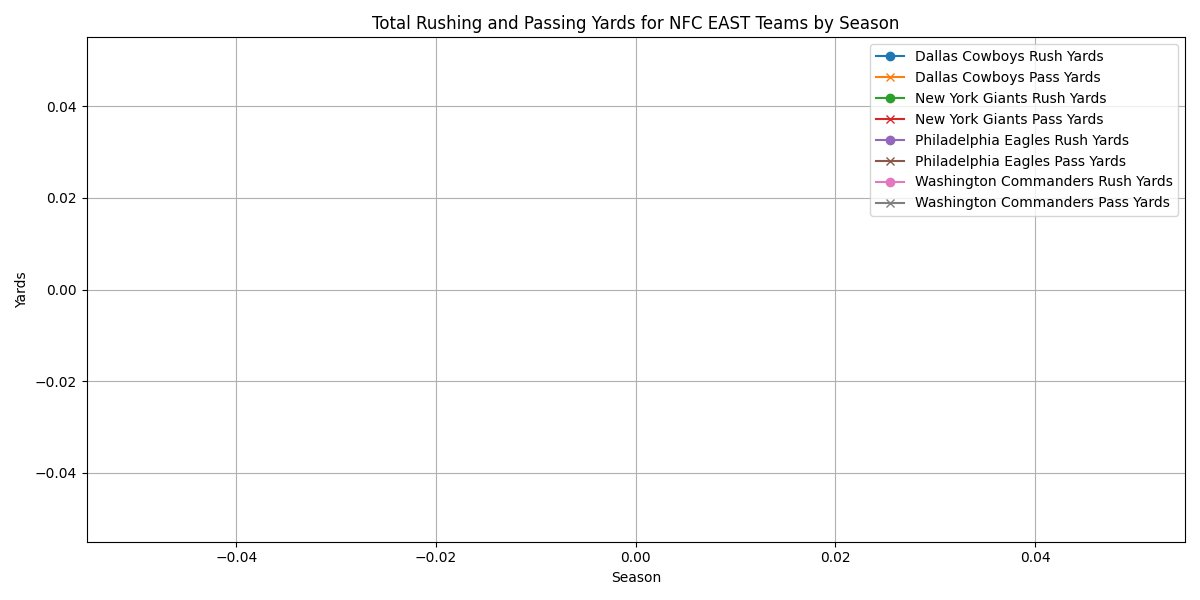 Total Rushing and Passing Yards for NFC EAST Teams by Season
Dallas Cowboys Rush Yards
Dallas Cowboys Pass Yards
New York Giants Rush Yards
New York Giants Pass Yards
Philadelphia Eagles Rush Yards
Philadelphia Eagles Pass Yards
Washington Commanders Rush Yards
Washington Commanders Pass Yards
Yards
0.04
0.02
0.00
−0.02
−0.04
−0.04
−0.02
0.00
0.02
0.04
Season